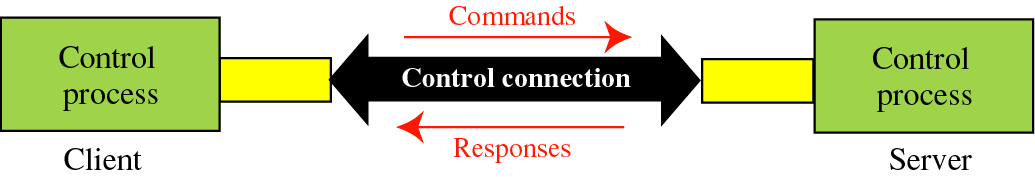 Commands
Control
process
Control connection
Control
process
Responses
Client
Server